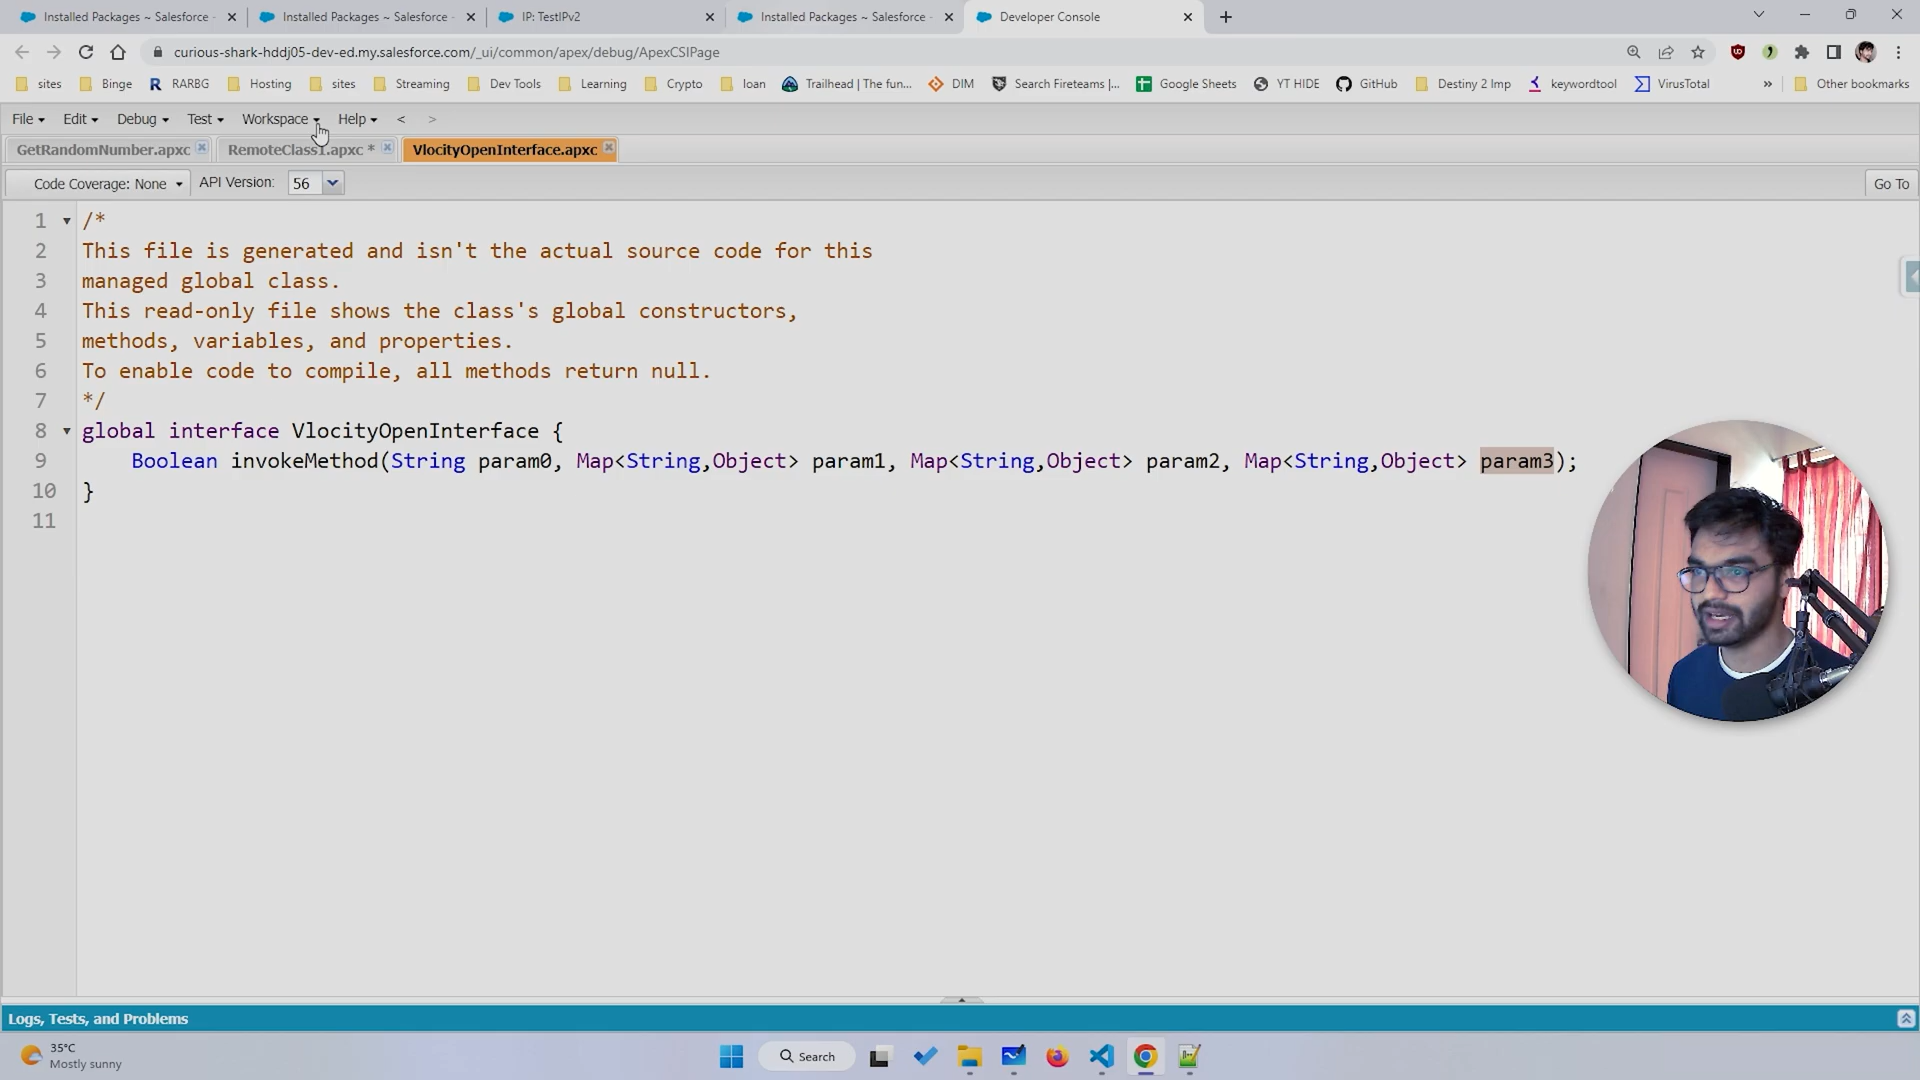 Installed Packages ~ Salesforce -
Installed Packages ~ Salesforce -
IP: TestIPv2
Installed Packages ~ Salesforce -
Developer Console
curious-shark-hddj05-dev-ed.my.salesforce.com/_ui/common/apex/debug/ApexCSIPage
sites
Binge
R RARBG
Hosting
sites
Streaming
Dev Tools
Learning
Crypto
loan
Trailhead | The fun...
DIM
Search Fireteams |...
Google Sheets
YT HIDE
GitHub
Destiny 2 Imp
keywordtool
VirusTotal
»
Other bookmarks
File Edit Debug Test Workspace Help < >
GetRandomNumber.apxc
RemoteClass1.apxc *
VlocityOpenInterface.apxc
Code Coverage: None API Version: 56
Go To
1 /*
2 This file is generated and isn't the actual source code for this
3 managed global class.
4 This read-only file shows the class's global constructors,
5 methods, variables, and properties.
6 To enable code to compile, all methods return null.
7 */
8 global interface VlocityOpenInterface {
9 Boolean invokeMethod(String param0, Map<String,Object> param1, Map<String,Object> param2, Map<String,Object> param3);
10 }
11
Logs, Tests, and Problems
35°C
Mostly sunny
Search